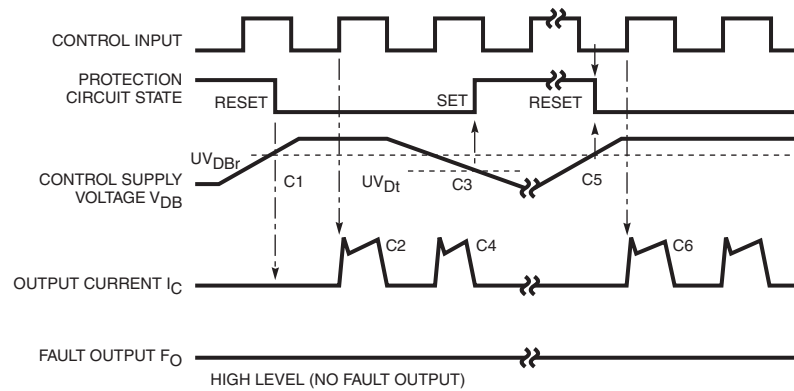 CONTROL INPUT
PROTECTION
CIRCUIT STATE
RESET
SET
RESET
UVDBr
C1
UVDt
C3
C5
CONTROL SUPPLY
VOLTAGE VDB
C2
C4
C6
OUTPUT CURRENT IC
FAULT OUTPUT FO
HIGH LEVEL (NO FAULT OUTPUT)